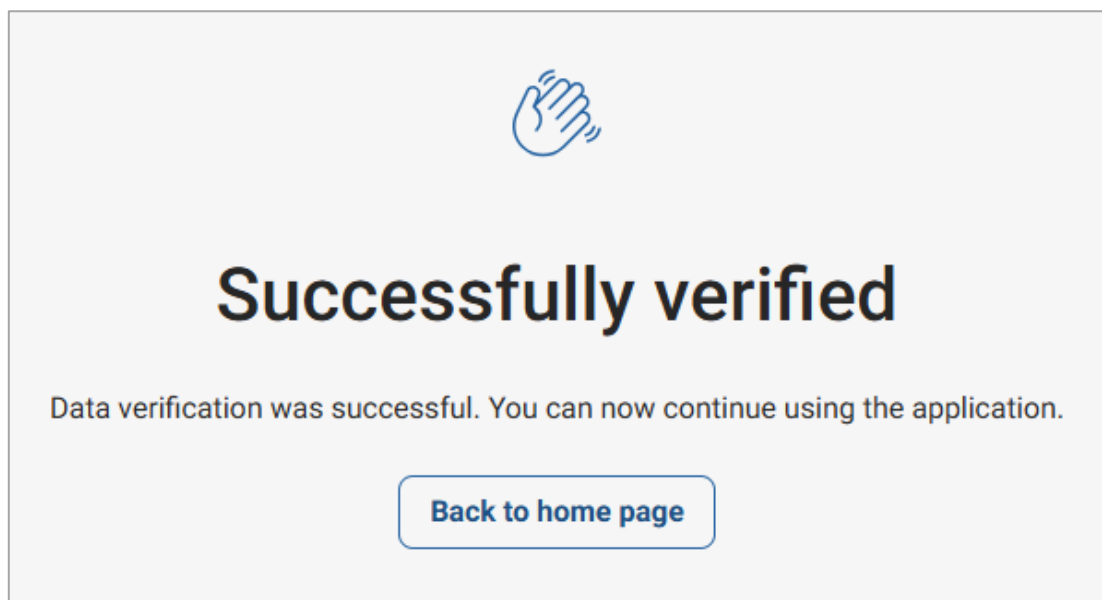 Successfully verified
Data verification was successful. You can now continue using the application.
Back to home page